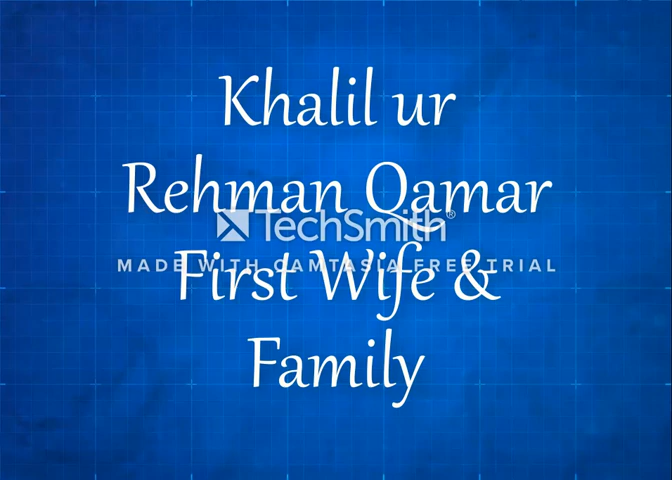 Khalil ur
Rehman Qamar
TechSmith®
MADE WITH CAMTASIA FREE TRIAL
First Wife &
Family